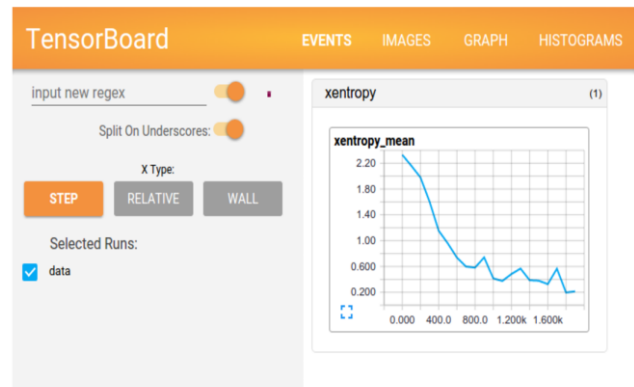 TensorBoard
EVENTS IMAGES GRAPH HISTOGRAMS
input new regex
Split On Underscores:
X Type:
STEP RELATIVE WALL
Selected Runs:
data
xentropy (1)
xentropy_mean
2.20
1.80
1.40
1.00
0.600
0.200
0.000 400.0 800.0 1.200k 1.600k